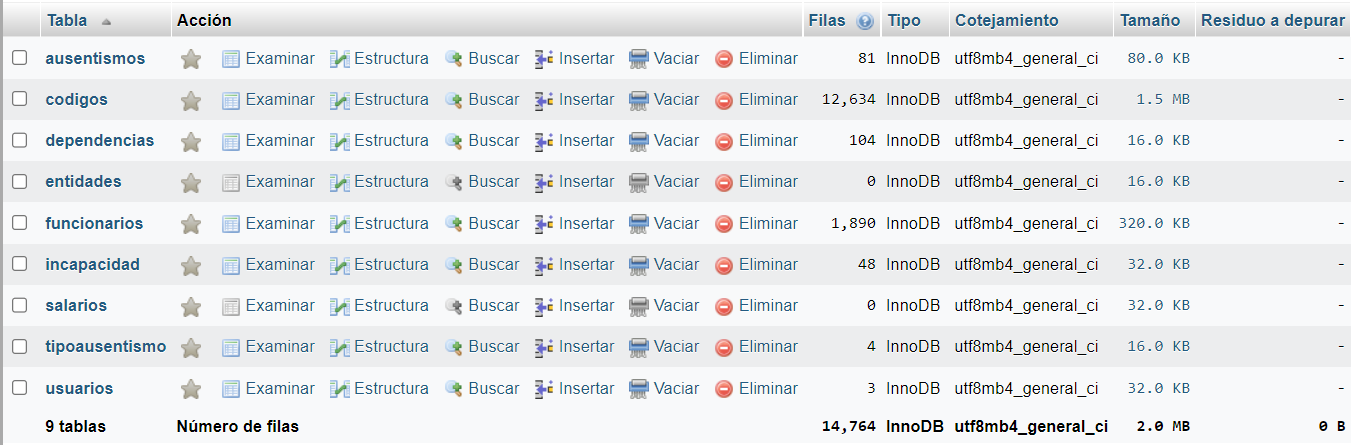 Tabla Acción Filas Tipo Cotejamiento Tamaño Residuo a depurar
ausentismos Examinar Estructura Buscar Insertar Vaciar Eliminar 81 InnoDB utf8mb4_general_ci 80.0 KB -
codigos Examinar Estructura Buscar Insertar Vaciar Eliminar 12,634 InnoDB utf8mb4_general_ci 1.5 MB -
dependencias Examinar Estructura Buscar Insertar Vaciar Eliminar 104 InnoDB utf8mb4_general_ci 16.0 KB -
entidades Examinar Estructura Buscar Insertar Vaciar Eliminar 0 InnoDB utf8mb4_general_ci 16.0 KB -
funcionarios Examinar Estructura Buscar Insertar Vaciar Eliminar 1,890 InnoDB utf8mb4_general_ci 320.0 KB -
incapacidad Examinar Estructura Buscar Insertar Vaciar Eliminar 48 InnoDB utf8mb4_general_ci 32.0 KB -
salarios Examinar Estructura Buscar Insertar Vaciar Eliminar 0 InnoDB utf8mb4_general_ci 32.0 KB -
tipoausentismo Examinar Estructura Buscar Insertar Vaciar Eliminar 4 InnoDB utf8mb4_general_ci 16.0 KB -
usuarios Examinar Estructura Buscar Insertar Vaciar Eliminar 3 InnoDB utf8mb4_general_ci 32.0 KB -
9 tablas Número de filas 14,764 InnoDB utf8mb4_general_ci 2.0 MB 0 B